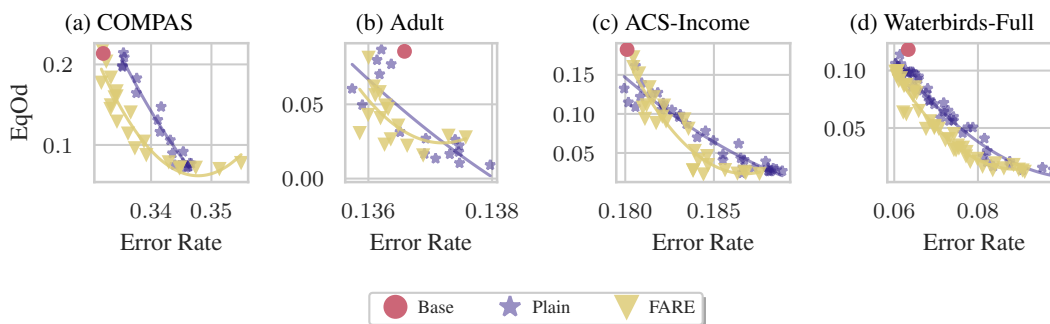 (a) COMPAS (b) Adult (c) ACS-Income (d) Waterbirds-Full
EqOd
0.2
0.1
0.34 0.35
Error Rate
0.05
0.00
0.136 0.138
Error Rate
0.15
0.10
0.05
0.180 0.185
Error Rate
0.10
0.05
0.06 0.08
Error Rate
Base Plain FARE